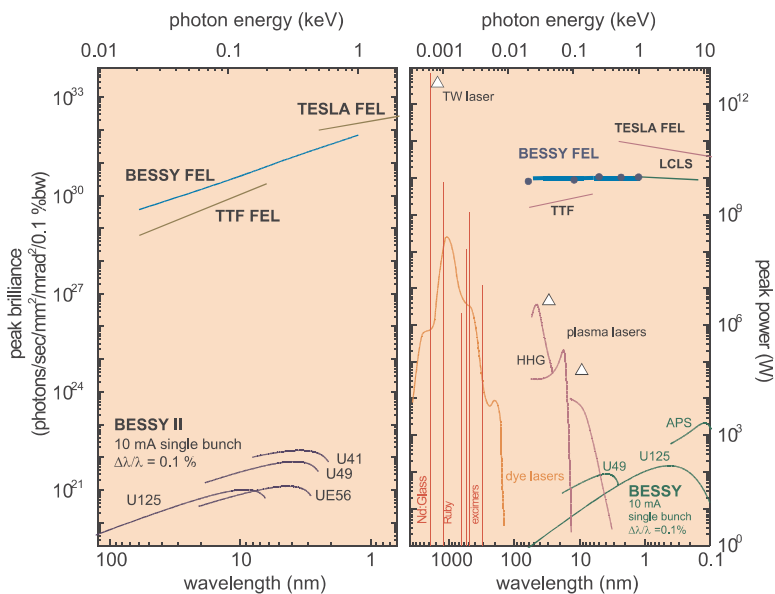 photon energy (keV)
0.01
0.1
1
peak brilliance
(photons/sec/mm²/mrad²/0.1 %bw)
10³³
10³⁰
10²⁷
10²⁴
10²¹
TESLA FEL
BESSY FEL
TTF FEL
BESSY II
10 mA single bunch
Δλ/λ = 0.1 %
U41
U49
UE56
U125
100
10
1
wavelength (nm)
photon energy (keV)
0.001
0.01
0.1
1
10
TW laser
TESLA FEL
BESSY FEL
LCLS
TTF
plasma lasers
HHG
APS
U125
U49
dye lasers
BESSY
10 mA
single bunch
Δλ/λ =0.1%
Nd:Glass
Ruby
excimers
10¹²
10⁹
10⁶
10³
10⁰
peak power (W)
1000
100
10
1
0.1
wavelength (nm)